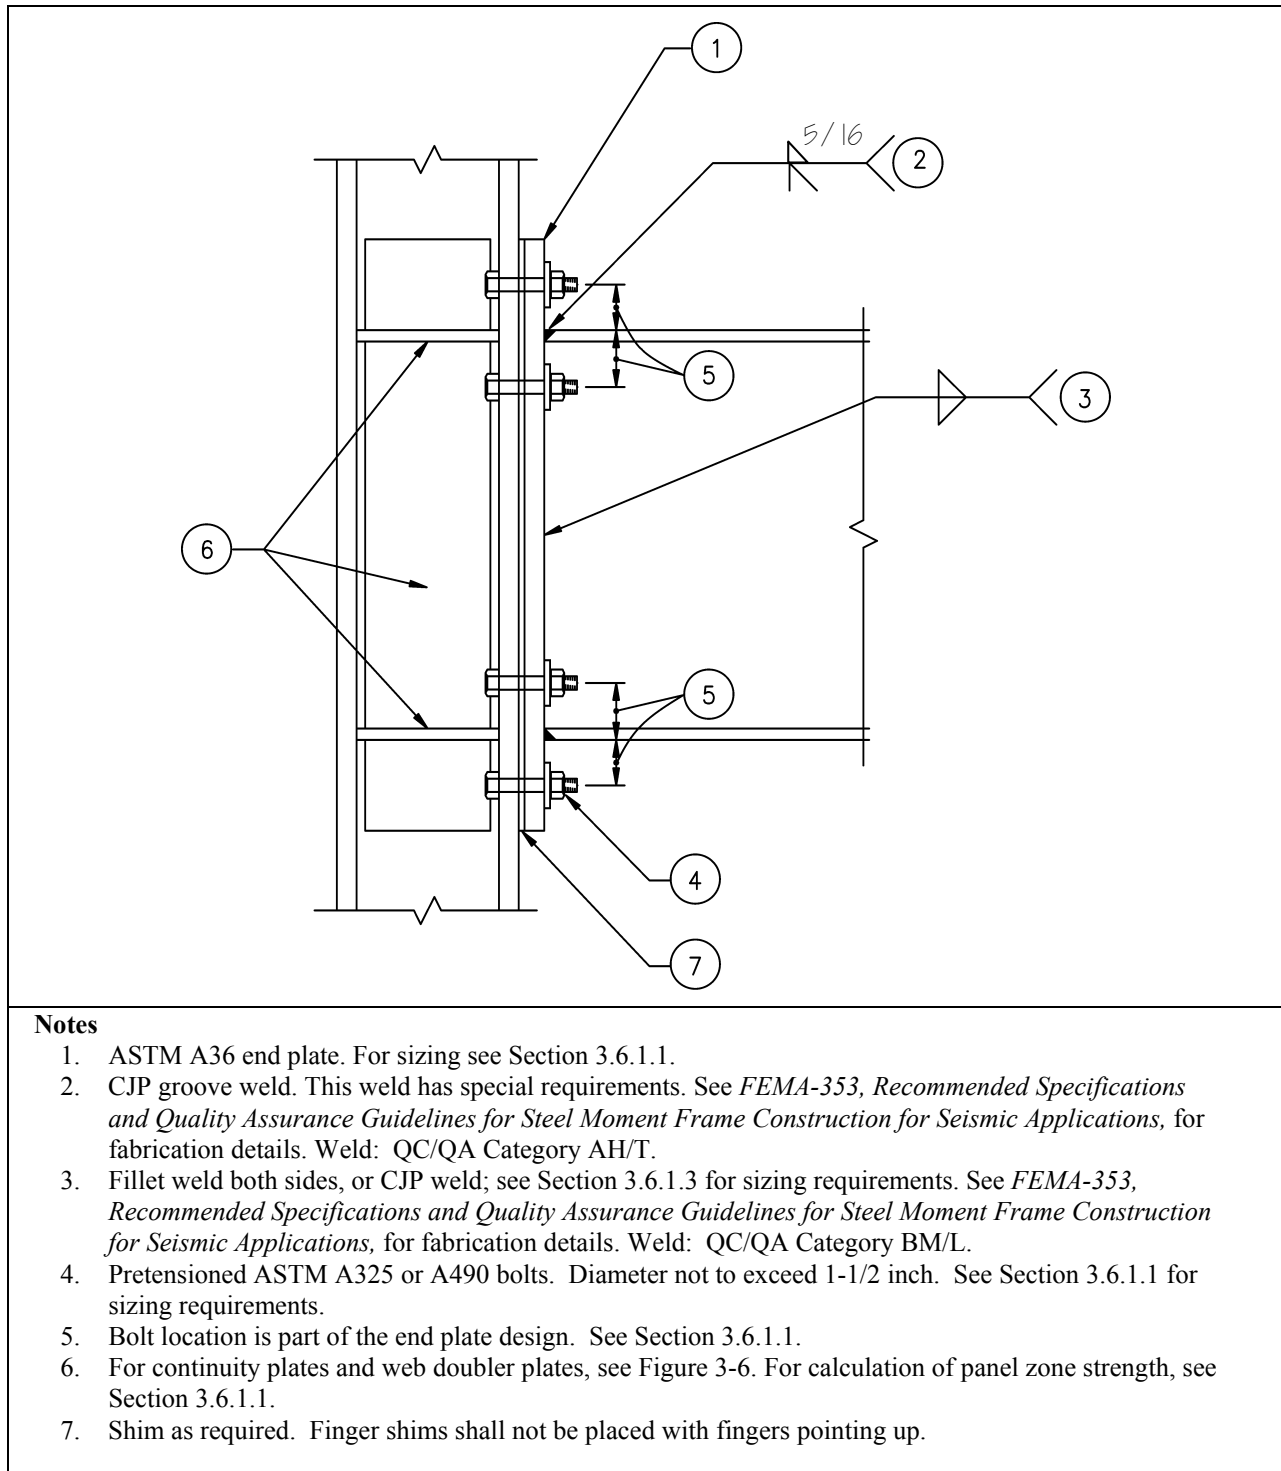 1
5/16
2
5
3
6
5
4
7
Notes
1. ASTM A36 end plate. For sizing see Section 3.6.1.1.
2. CJP groove weld. This weld has special requirements. See FEMA-353, Recommended Specifications
and Quality Assurance Guidelines for Steel Moment Frame Construction for Seismic Applications, for
fabrication details. Weld: QC/QA Category AH/T.
3. Fillet weld both sides, or CJP weld; see Section 3.6.1.3 for sizing requirements. See FEMA-353,
Recommended Specifications and Quality Assurance Guidelines for Steel Moment Frame Construction
for Seismic Applications, for fabrication details. Weld: QC/QA Category BM/L.
4. Pretensioned ASTM A325 or A490 bolts. Diameter not to exceed 1-1/2 inch. See Section 3.6.1.1 for
sizing requirements.
5. Bolt location is part of the end plate design. See Section 3.6.1.1.
6. For continuity plates and web doubler plates, see Figure 3-6. For calculation of panel zone strength, see
Section 3.6.1.1.
7. Shim as required. Finger shims shall not be placed with fingers pointing up.